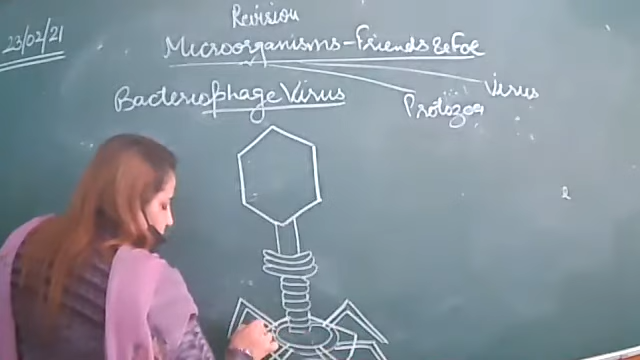 23/02/21
Revision
Microorganisms - Friends & Foe
Bacteriophage Virus
Protozoa
Virus